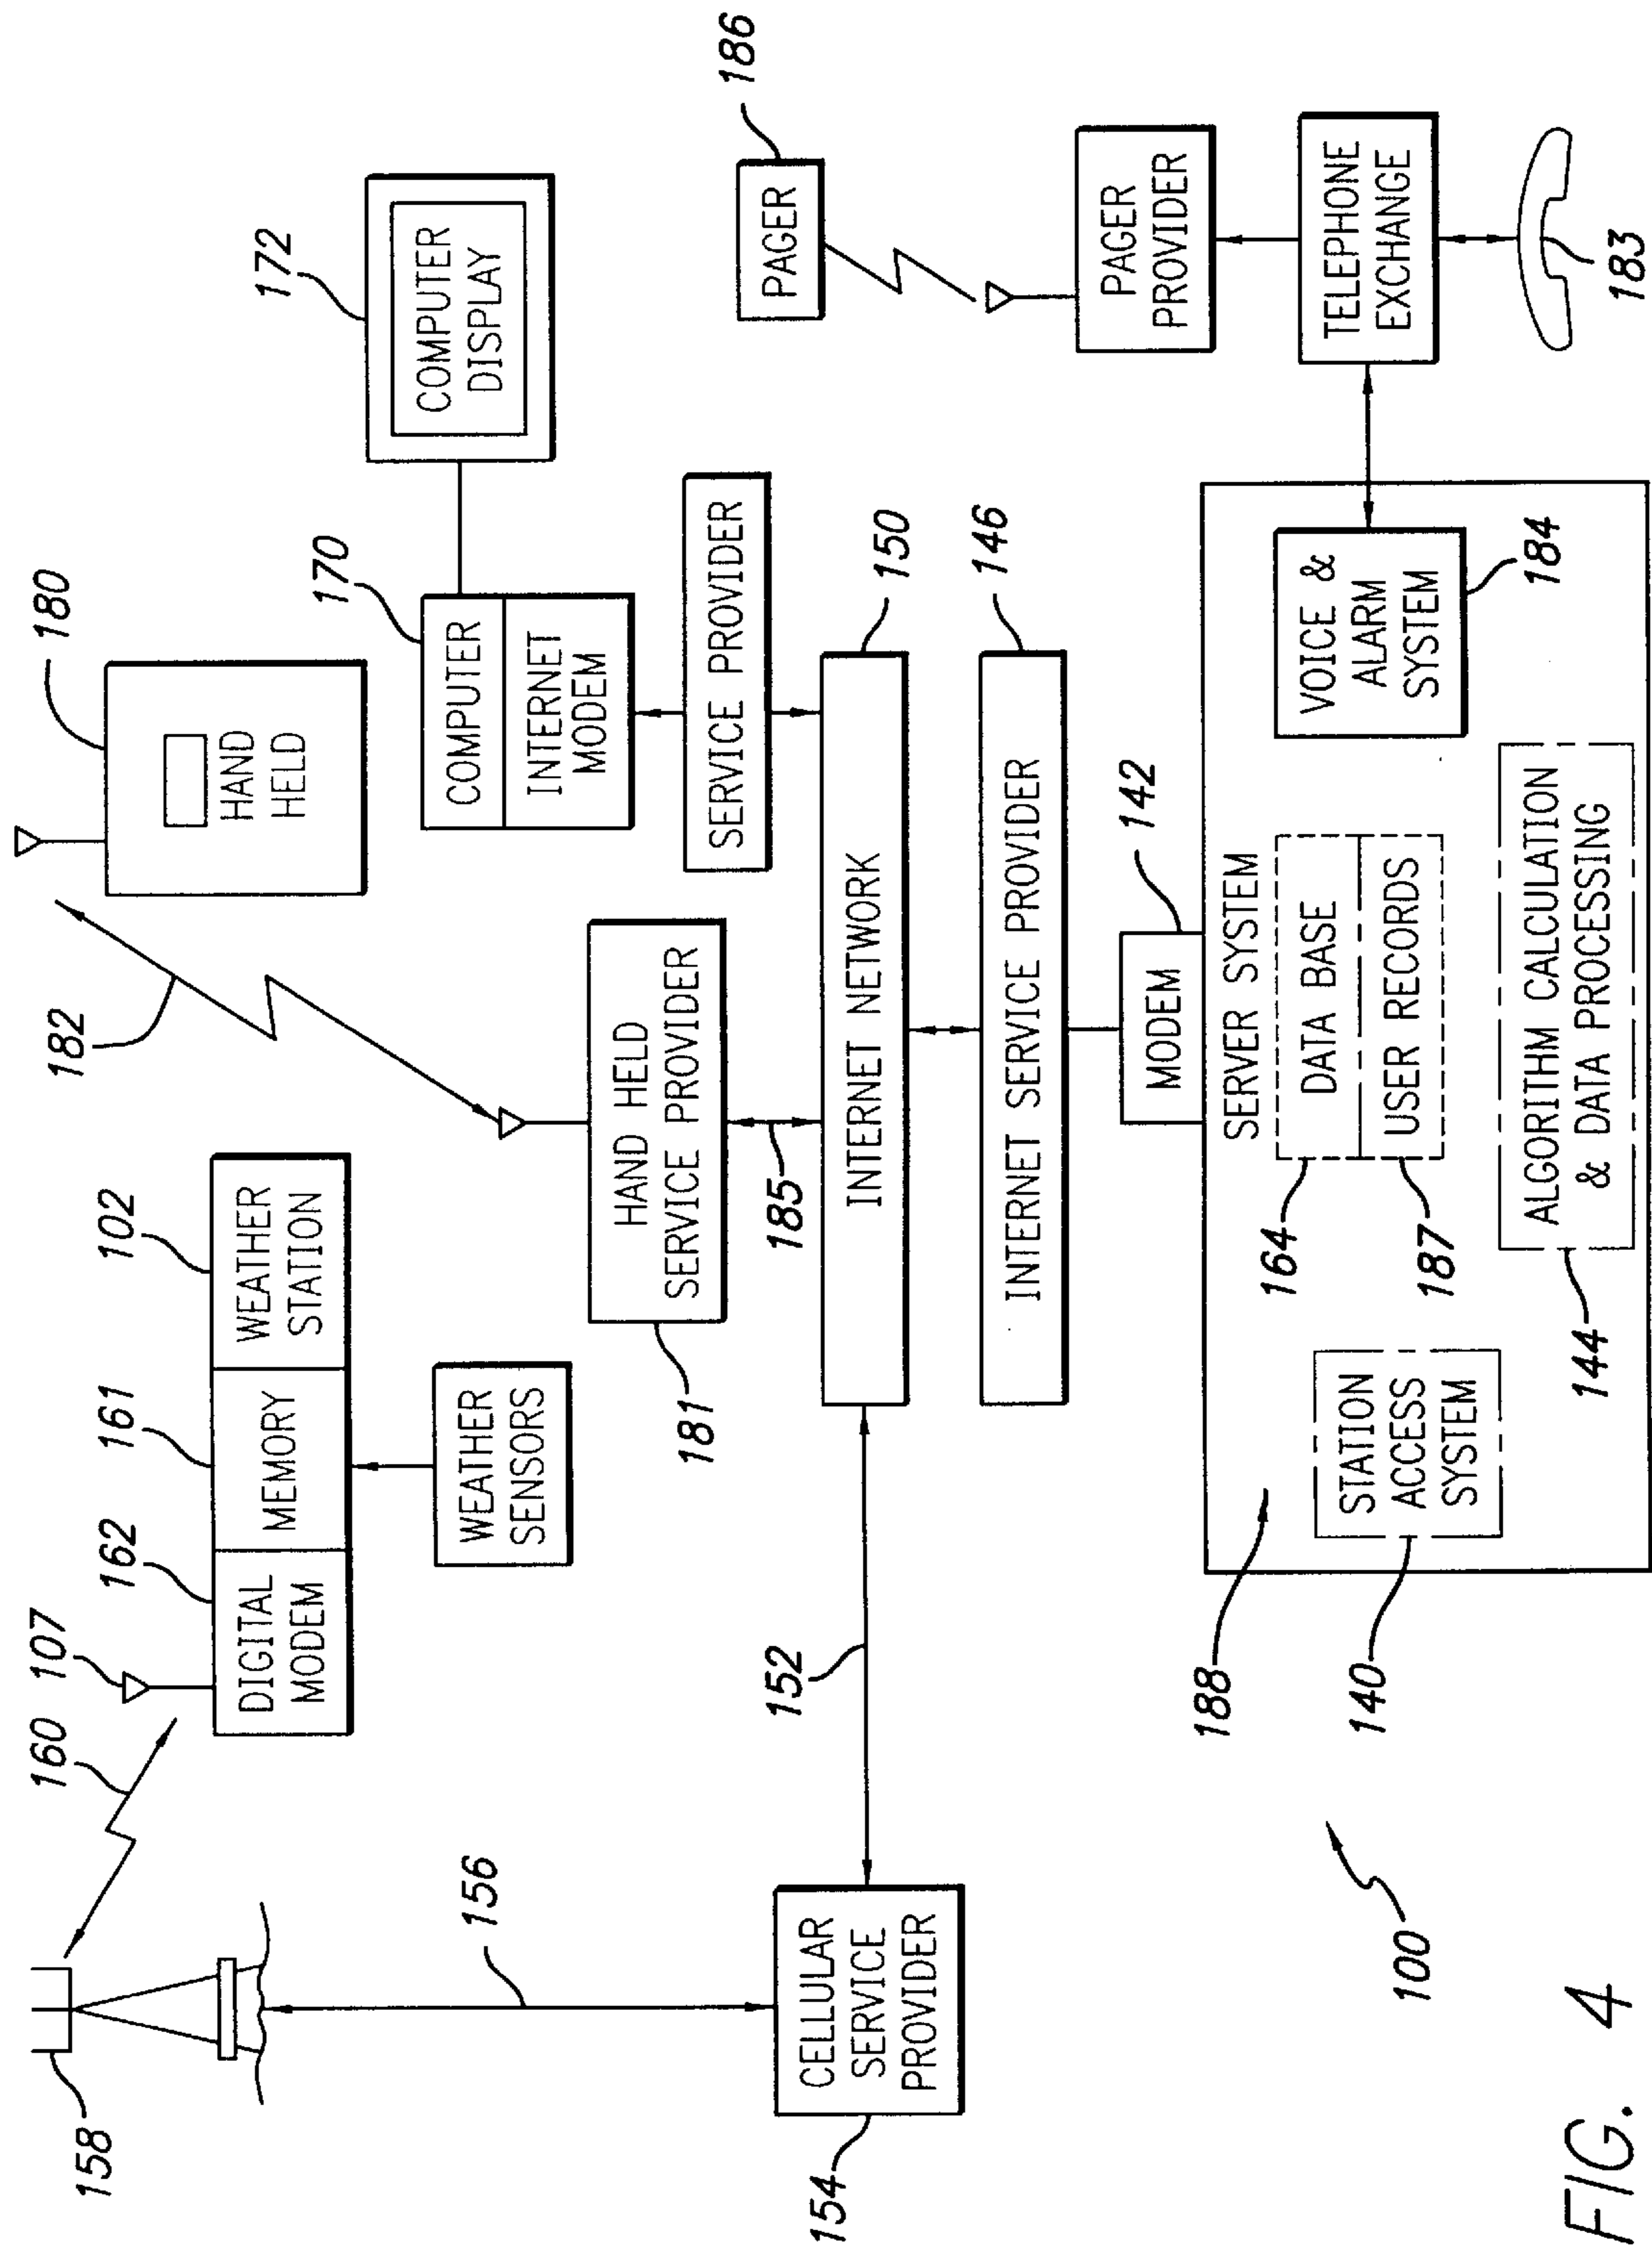 180
HAND
HELD
182
172
COMPUTER
DISPLAY
170
COMPUTER
INTERNET
MODEM
186
PAGER
PAGER
PROVIDER
TELEPHONE
EXCHANGE
183
158
160
107
162
161
102
DIGITAL
MODEM
MEMORY
WEATHER
STATION
WEATHER
SENSORS
156
HAND HELD
SERVICE PROVIDER
181
185
SERVICE PROVIDER
INTERNET NETWORK
150
152
CELLULAR
SERVICE
PROVIDER
154
INTERNET SERVICE PROVIDER
146
MODEM
142
SERVER SYSTEM
188
STATION
ACCESS
SYSTEM
140
DATA BASE
164
USER RECORDS
187
ALGORITHM CALCULATION
& DATA PROCESSING
144
VOICE &
ALARM
SYSTEM
184
100
FIG. 4